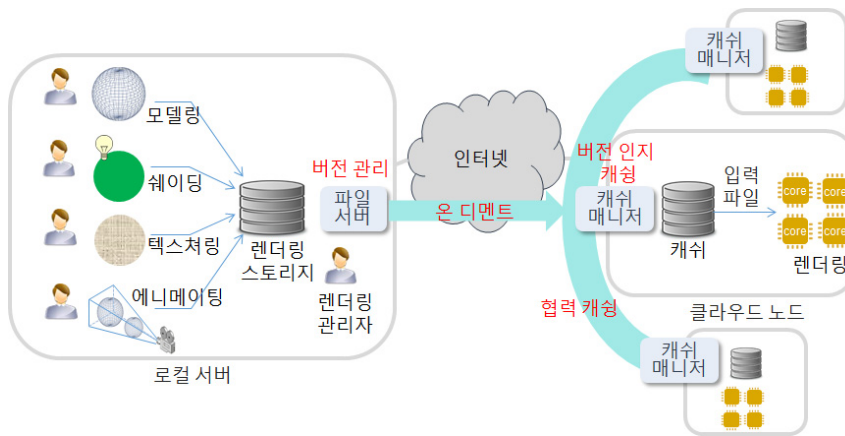 모델링
쉐이딩
텍스쳐링
에니메이팅
렌더링
스토리지
버전 관리
파일
서버
렌더링
관리자
로컬 서버
인터넷
온 디멘트
캐쉬
매니저
버전 인지
캐슁
캐쉬
매니저
캐쉬
입력
파일
core
core
core
core
렌더링
클라우드 노드
협력 캐슁
캐쉬
매니저